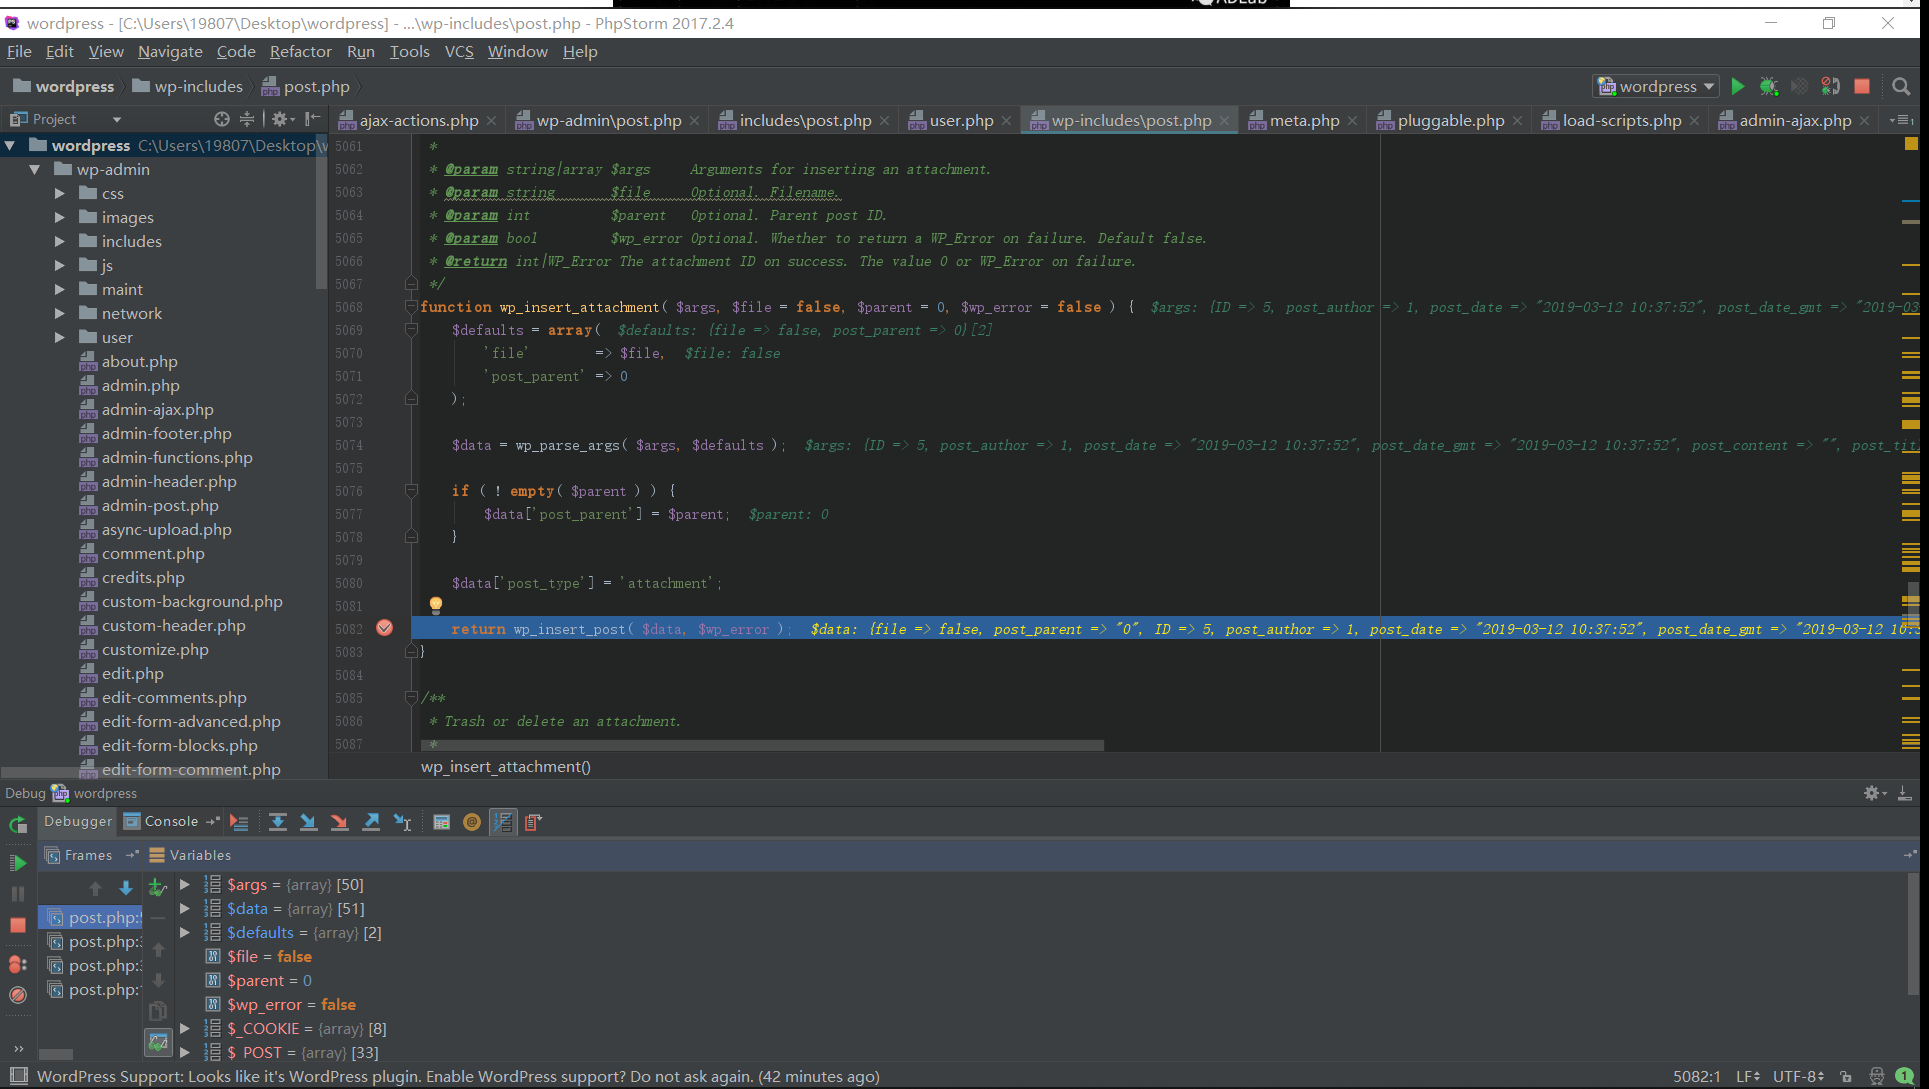 ADLab
wordpress - [C:\Users\19807\Desktop\wordpress] - ...\wp-includes\post.php - PhpStorm 2017.2.4
File Edit View Navigate Code Refactor Run Tools VCS Window Help
wordpress wp-includes post.php wordpress
Project ajax-actions.php wp-admin\post.php includes\post.php user.php wp-includes\post.php meta.php pluggable.php load-scripts.php admin-ajax.php
wordpress C:\Users\19807\Desktop\w
wp-admin
css
images
includes
js
maint
network
user
about.php
admin.php
admin-ajax.php
admin-footer.php
admin-functions.php
admin-header.php
admin-post.php
async-upload.php
comment.php
credits.php
custom-background.php
custom-header.php
customize.php
edit.php
edit-comments.php
edit-form-advanced.php
edit-form-blocks.php
edit-form-comment.php
5061 *
5062 * @param string|array $args Arguments for inserting an attachment.
5063 * @param string $file Optional. Filename.
5064 * @param int $parent Optional. Parent post ID.
5065 * @param bool $wp_error Optional. Whether to return a WP_Error on failure. Default false.
5066 * @return int|WP_Error The attachment ID on success. The value 0 or WP_Error on failure.
5067 */
5068 function wp_insert_attachment( $args, $file = false, $parent = 0, $wp_error = false ) { $args: {ID => 5, post_author => 1, post_date => "2019-03-12 10:37:52", post_date_gmt => "2019-03
5069 $defaults = array( $defaults: {file => false, post_parent => 0}[2]
5070 'file' => $file, $file: false
5071 'post_parent' => 0
5072 );
5073
5074 $data = wp_parse_args( $args, $defaults ); $args: {ID => 5, post_author => 1, post_date => "2019-03-12 10:37:52", post_date_gmt => "2019-03-12 10:37:52", post_content => "", post_tit
5075
5076 if ( ! empty( $parent ) ) {
5077 $data['post_parent'] = $parent; $parent: 0
5078 }
5079
5080 $data['post_type'] = 'attachment';
5081
5082 return wp_insert_post( $data, $wp_error ); $data: {file => false, post_parent => "0", ID => 5, post_author => 1, post_date => "2019-03-12 10:37:52", post_date_gmt => "2019-03-12 10:3
5083 }
5084
5085 /**
5086 * Trash or delete an attachment.
5087 *
wp_insert_attachment()
Debug wordpress
Debugger Console
Frames Variables
post.php:
post.php:
post.php:
post.php:
$args = {array} [50]
$data = {array} [51]
$defaults = {array} [2]
$file = false
$parent = 0
$wp_error = false
$_COOKIE = {array} [8]
$_POST = {array} [33]
WordPress Support: Looks like it's WordPress plugin. Enable WordPress support? Do not ask again. (42 minutes ago) 5082:1 LF UTF-8 1